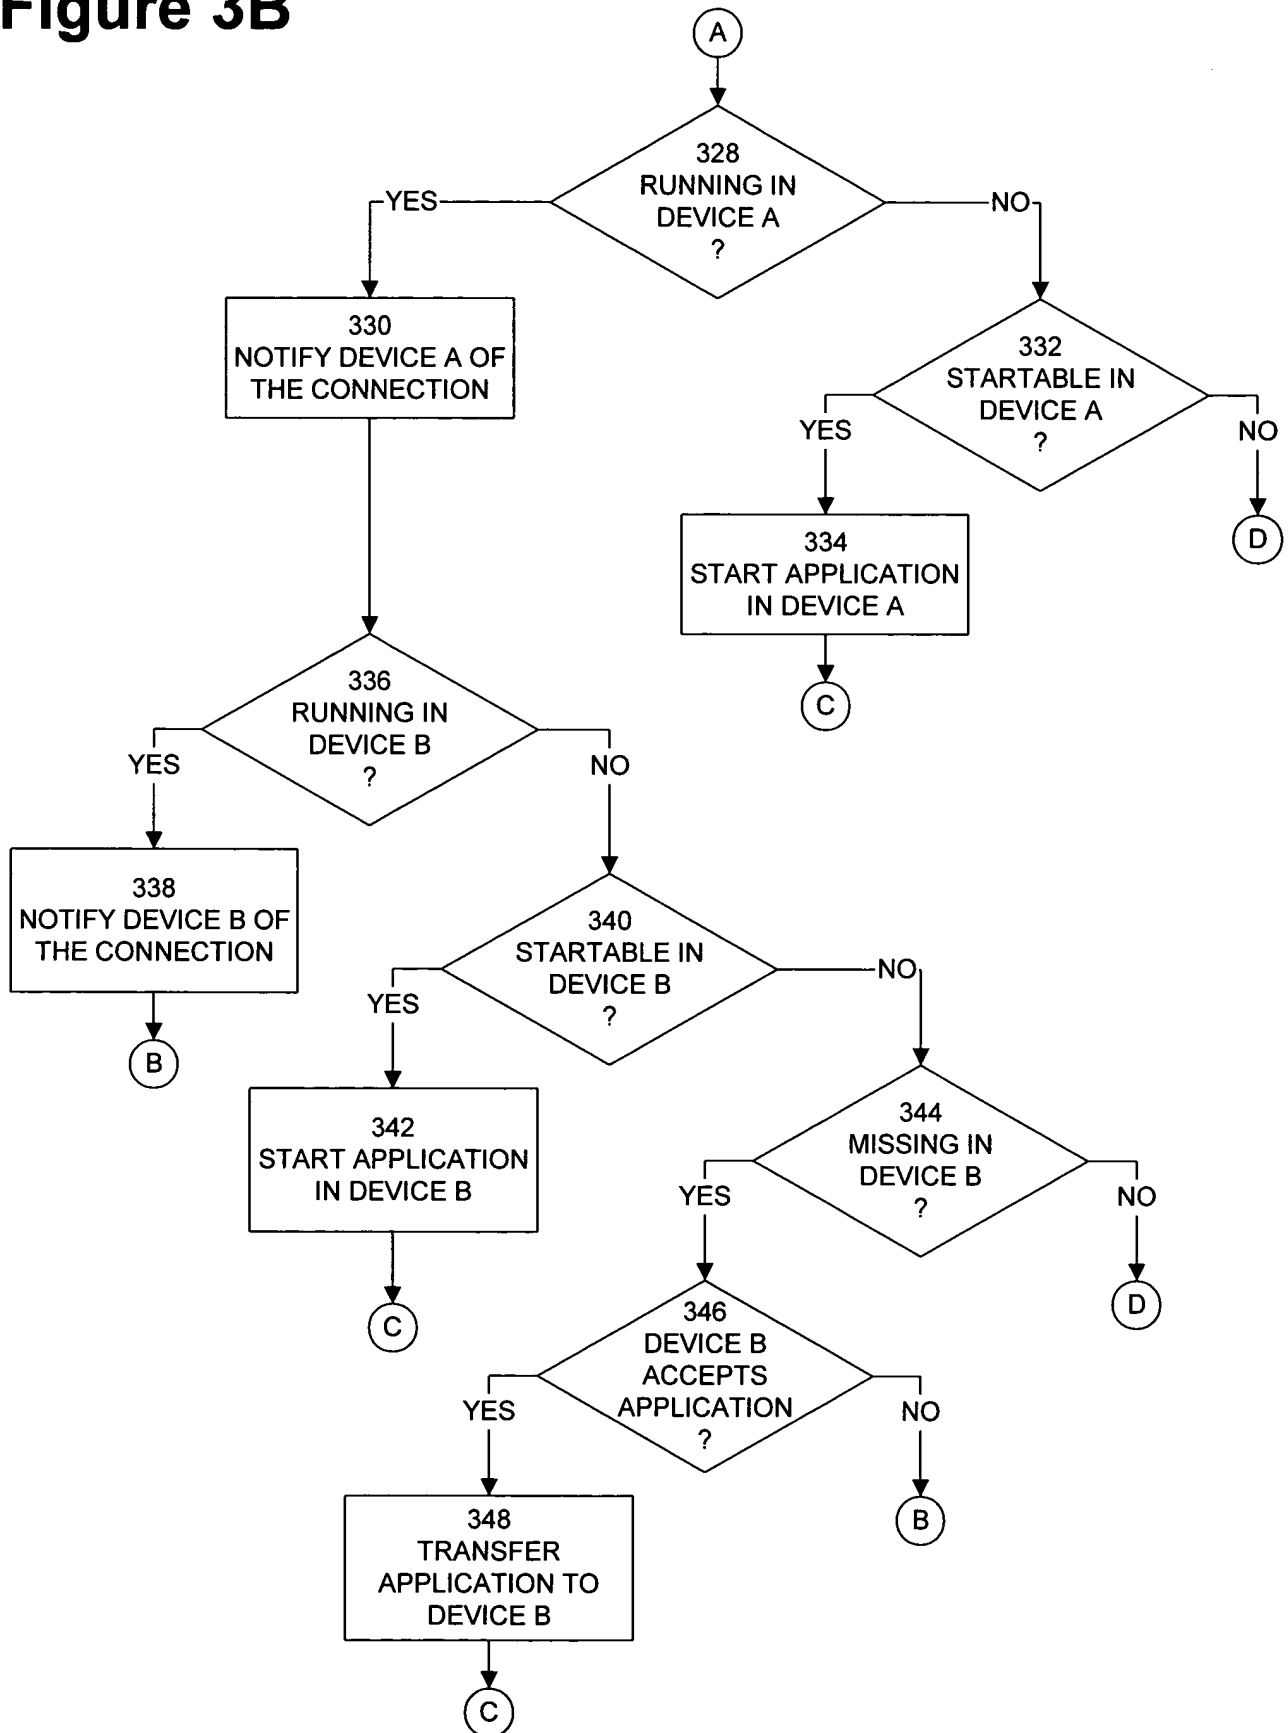 Figure 3B
A
328
RUNNING IN
DEVICE A
?
YES
NO
330
NOTIFY DEVICE A OF
THE CONNECTION
332
STARTABLE IN
DEVICE A
?
YES
NO
334
START APPLICATION
IN DEVICE A
D
C
336
RUNNING IN
DEVICE B
?
YES
NO
338
NOTIFY DEVICE B OF
THE CONNECTION
B
340
STARTABLE IN
DEVICE B
?
YES
NO
342
START APPLICATION
IN DEVICE B
C
344
MISSING IN
DEVICE B
?
YES
NO
D
346
DEVICE B
ACCEPTS
APPLICATION
?
YES
NO
B
348
TRANSFER
APPLICATION TO
DEVICE B
C